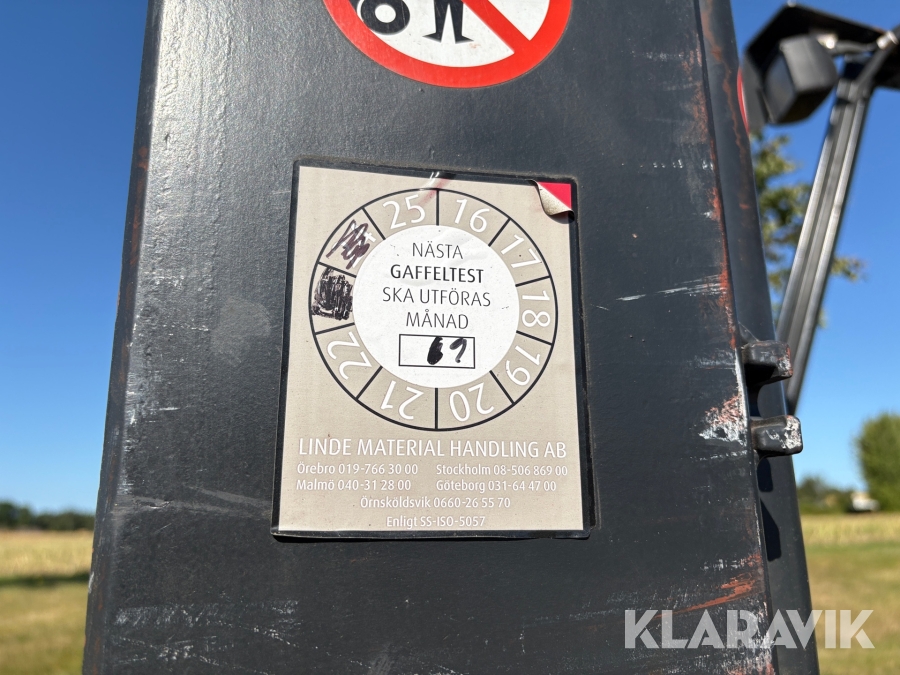 25 16 17 18 19 20 21 22
NÄSTA
GAFFELTEST
SKA UTFÖRAS
MÅNAD
LINDE MATERIAL HANDLING AB
Örebro 019-766 30 00 Stockholm 08-506 869 00
Malmö 040-31 28 00 Göteborg 031-64 47 00
Örnsköldsvik 0660-26 55 70
Enligt SS-ISO-5057
KLARAVIK